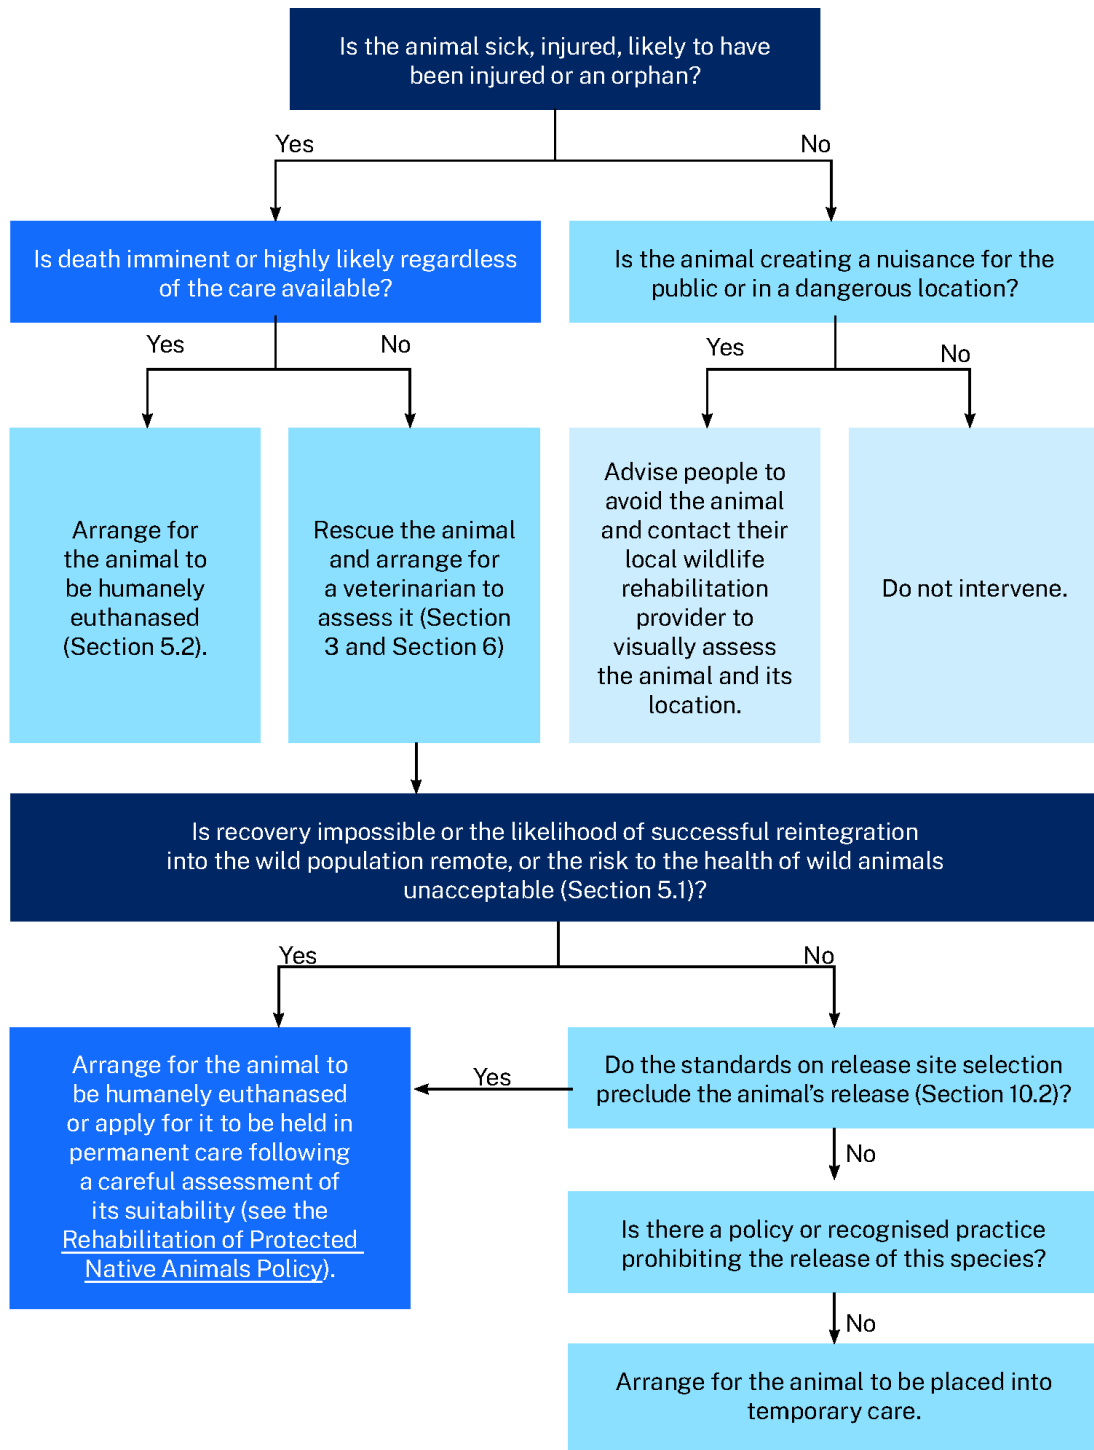 Is the animal sick, injured, likely to have
been injured or an orphan?
Yes
No
Is death imminent or highly likely regardless
of the care available?
Is the animal creating a nuisance for the
public or in a dangerous location?
Yes
No
Yes
No
Arrange for
the animal to
be humanely
euthanased
(Section 5.2).
Rescue the animal
and arrange for
a veterinarian to
assess it (Section
3 and Section 6)
Advise people to
avoid the animal
and contact their
local wildlife
rehabilitation
provider to
visually assess
the animal and its
location.
Do not intervene.
Is recovery impossible or the likelihood of successful reintegration
into the wild population remote, or the risk to the health of wild animals
unacceptable (Section 5.1)?
Yes
No
Arrange for the animal to
be humanely euthanased
or apply for it to be held in
permanent care following
a careful assessment of
its suitability (see the
Rehabilitation of Protected
Native Animals Policy).
Yes
Do the standards on release site selection
preclude the animal's release (Section 10.2)?
No
Is there a policy or recognised practice
prohibiting the release of this species?
No
Arrange for the animal to be placed into
temporary care.